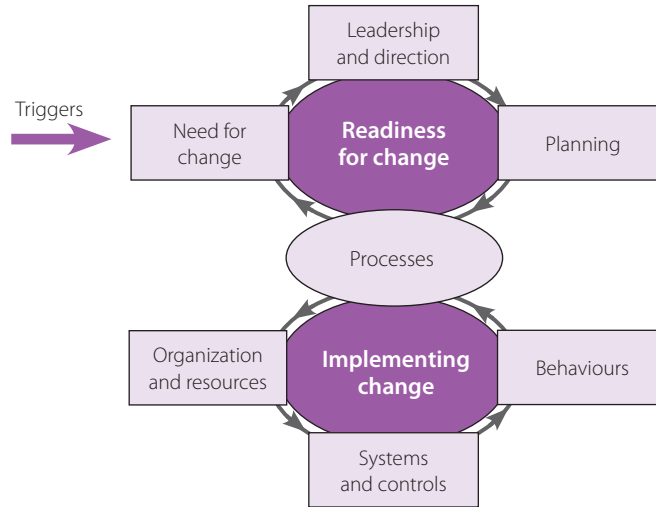 Leadership
and direction
Triggers
Need for
change
Readiness
for change
Planning
Processes
Organization
and resources
Implementing
change
Behaviours
Systems
and controls